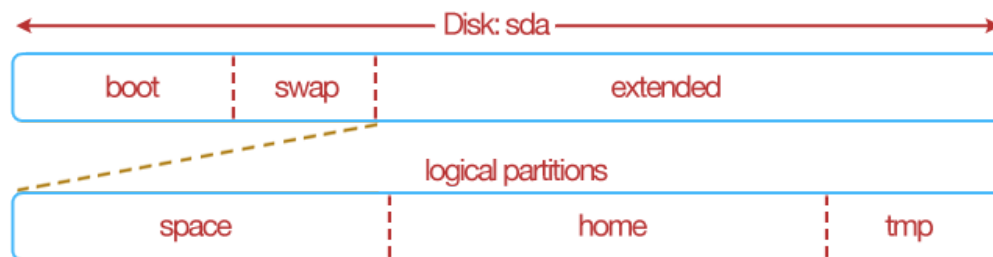 Disk: sda
boot swap extended
logical partitions
space home tmp